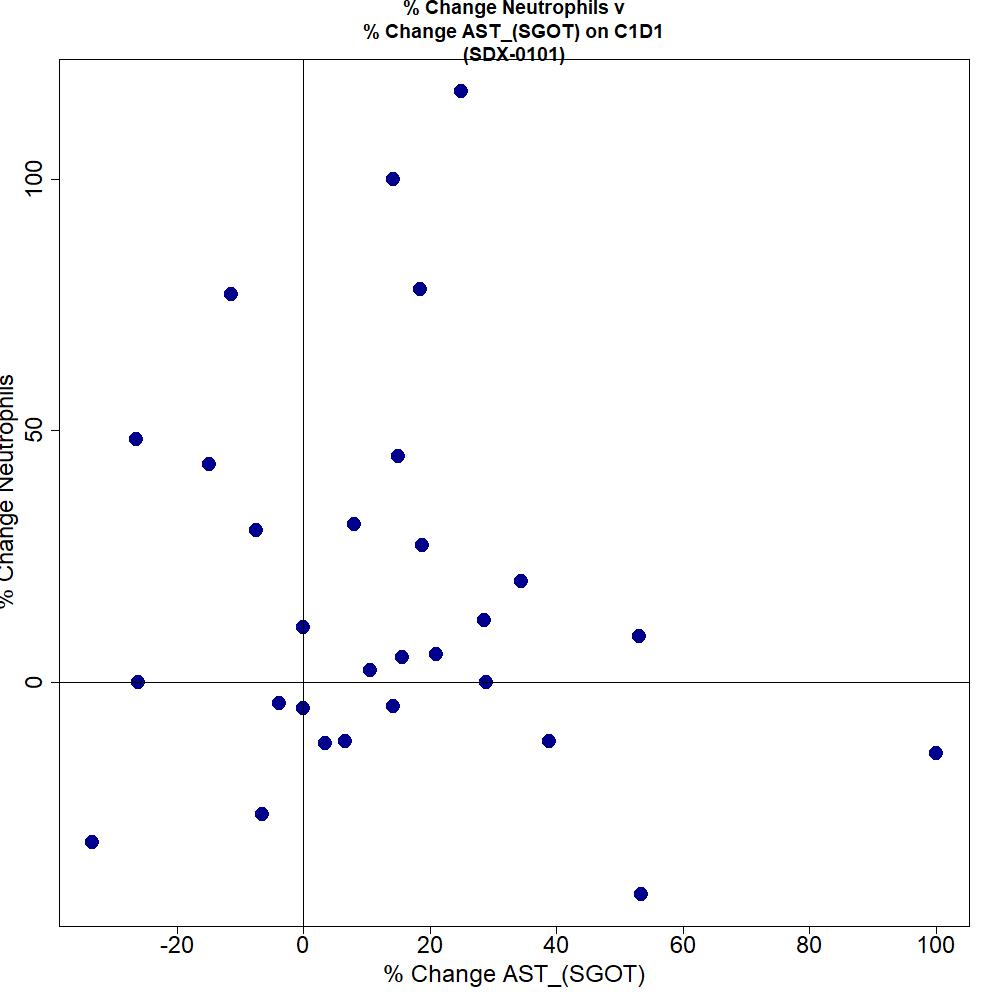 % Change Neutrophils v
% Change AST_(SGOT) on C1D1
(SDX-0101)
% Change Neutrophils
100
50
0
-20 0 20 40 60 80 100
% Change AST_(SGOT)